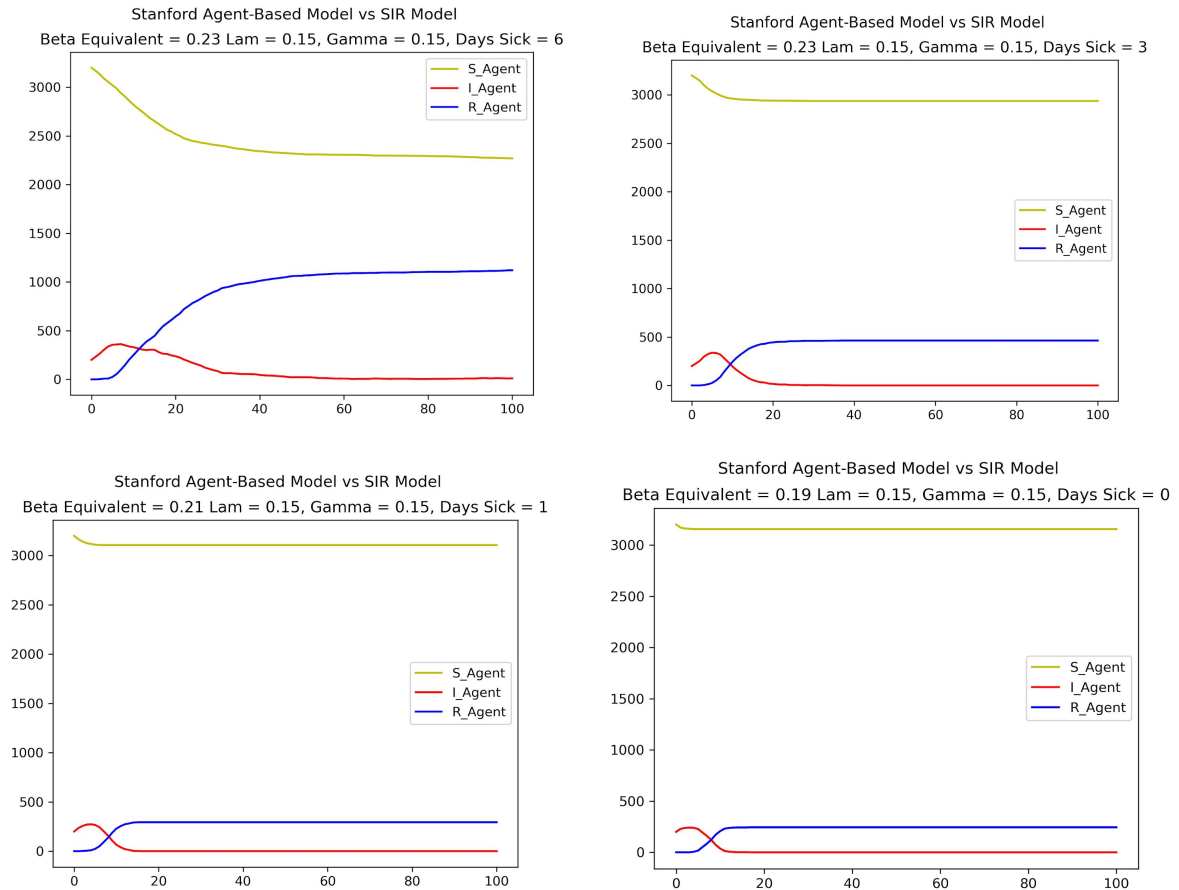 Stanford Agent-Based Model vs SIR Model
Beta Equivalent = 0.23 Lam = 0.15, Gamma = 0.15, Days Sick = 6
S_Agent
I_Agent
R_Agent
3000
2500
2000
1500
1000
500
0
0 20 40 60 80 100
Stanford Agent-Based Model vs SIR Model
Beta Equivalent = 0.23 Lam = 0.15, Gamma = 0.15, Days Sick = 3
3000
2500
2000
1500
1000
500
0
S_Agent
I_Agent
R_Agent
0 20 40 60 80 100
Stanford Agent-Based Model vs SIR Model
Beta Equivalent = 0.21 Lam = 0.15, Gamma = 0.15, Days Sick = 1
3000
2500
2000
1500
1000
500
0
S_Agent
I_Agent
R_Agent
0 20 40 60 80 100
Stanford Agent-Based Model vs SIR Model
Beta Equivalent = 0.19 Lam = 0.15, Gamma = 0.15, Days Sick = 0
3000
2500
2000
1500
1000
500
0
S_Agent
I_Agent
R_Agent
0 20 40 60 80 100